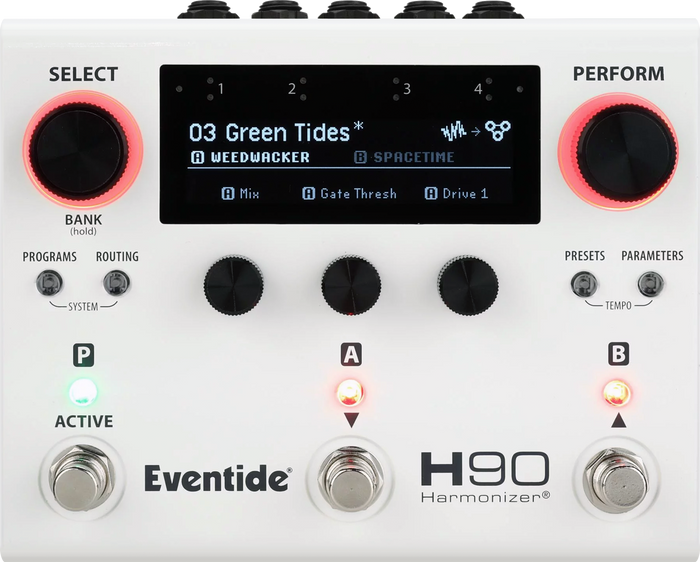 SELECT
PERFORM
1 2 3 4
03 Green Tides*
A WEEDWACKER B SPACETIME
A Mix A Gate Thresh A Drive 1
BANK
(hold)
PROGRAMS ROUTING
SYSTEM
PRESETS PARAMETERS
TEMPO
P
A
B
ACTIVE
Eventide®
H90
Harmonizer®